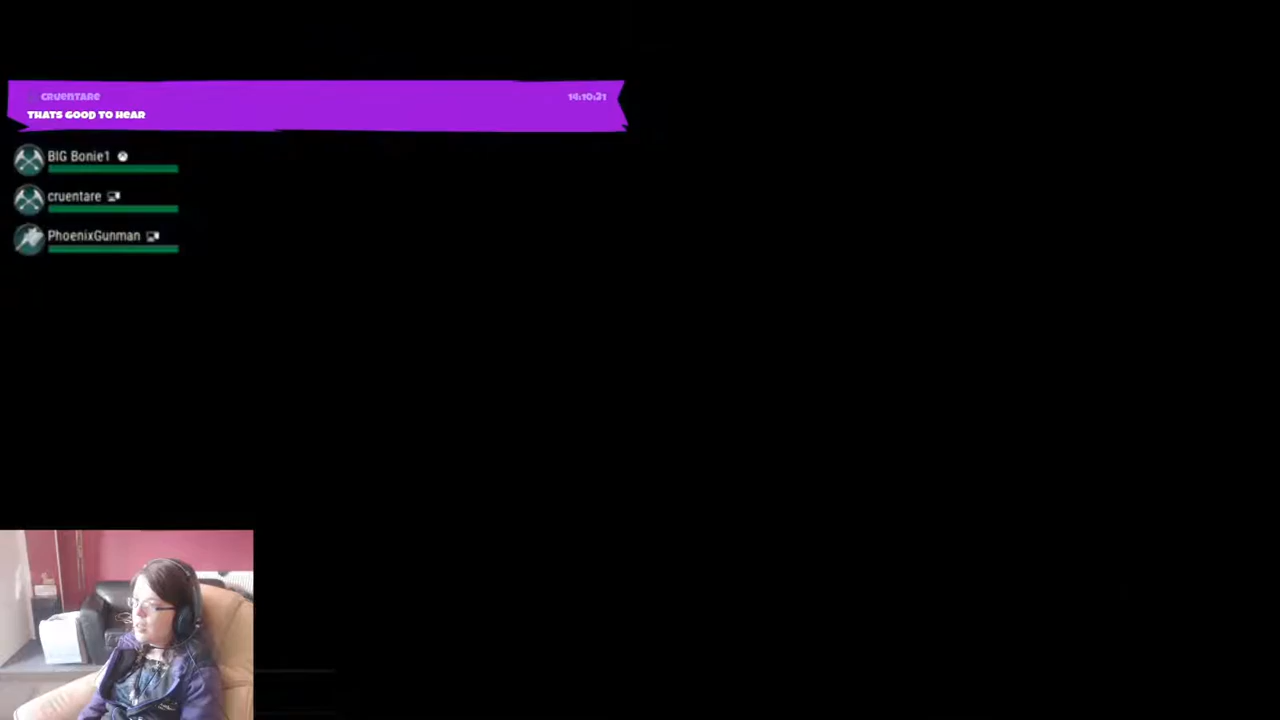 cruentare 14:10:21
THATS GOOD TO HEAR
BIG Bonie1
cruentare
PhoenixGunman